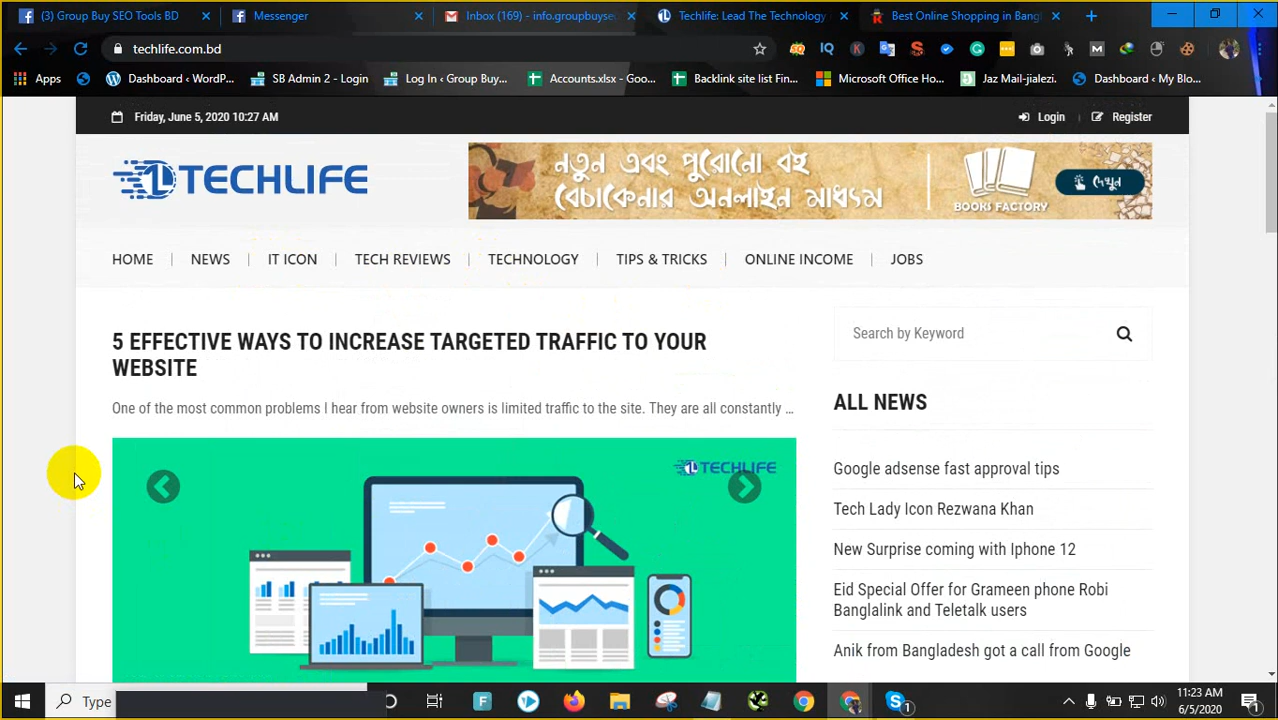 (3) Group Buy SEO Tools BD
Messenger
Inbox (169) - info.groupbuyse
Techlife: Lead The Technology
Best Online Shopping in Bangl
techlife.com.bd
Apps
Dashboard ‹ WordP...
SB Admin 2 - Login
Log In ‹ Group Buy...
Accounts.xlsx - Goo...
Backlink site list Fin...
Microsoft Office Ho...
Jaz Mail-jialezi.
Dashboard ‹ My Blo...
Friday, June 5, 2020 10:27 AM
Login
Register
TECHLIFE
নতুন এবং পুরোনো বই
বেচাকেনার অনলাইন মাধ্যম
BOOKS FACTORY
দেখুন
HOME
NEWS
IT ICON
TECH REVIEWS
TECHNOLOGY
TIPS & TRICKS
ONLINE INCOME
JOBS
5 EFFECTIVE WAYS TO INCREASE TARGETED TRAFFIC TO YOUR
WEBSITE
One of the most common problems I hear from website owners is limited traffic to the site. They are all constantly ...
TECHLIFE
Search by Keyword
ALL NEWS
Google adsense fast approval tips
Tech Lady Icon Rezwana Khan
New Surprise coming with Iphone 12
Eid Special Offer for Grameen phone Robi
Banglalink and Teletalk users
Anik from Bangladesh got a call from Google
Type
11:23 AM
6/5/2020